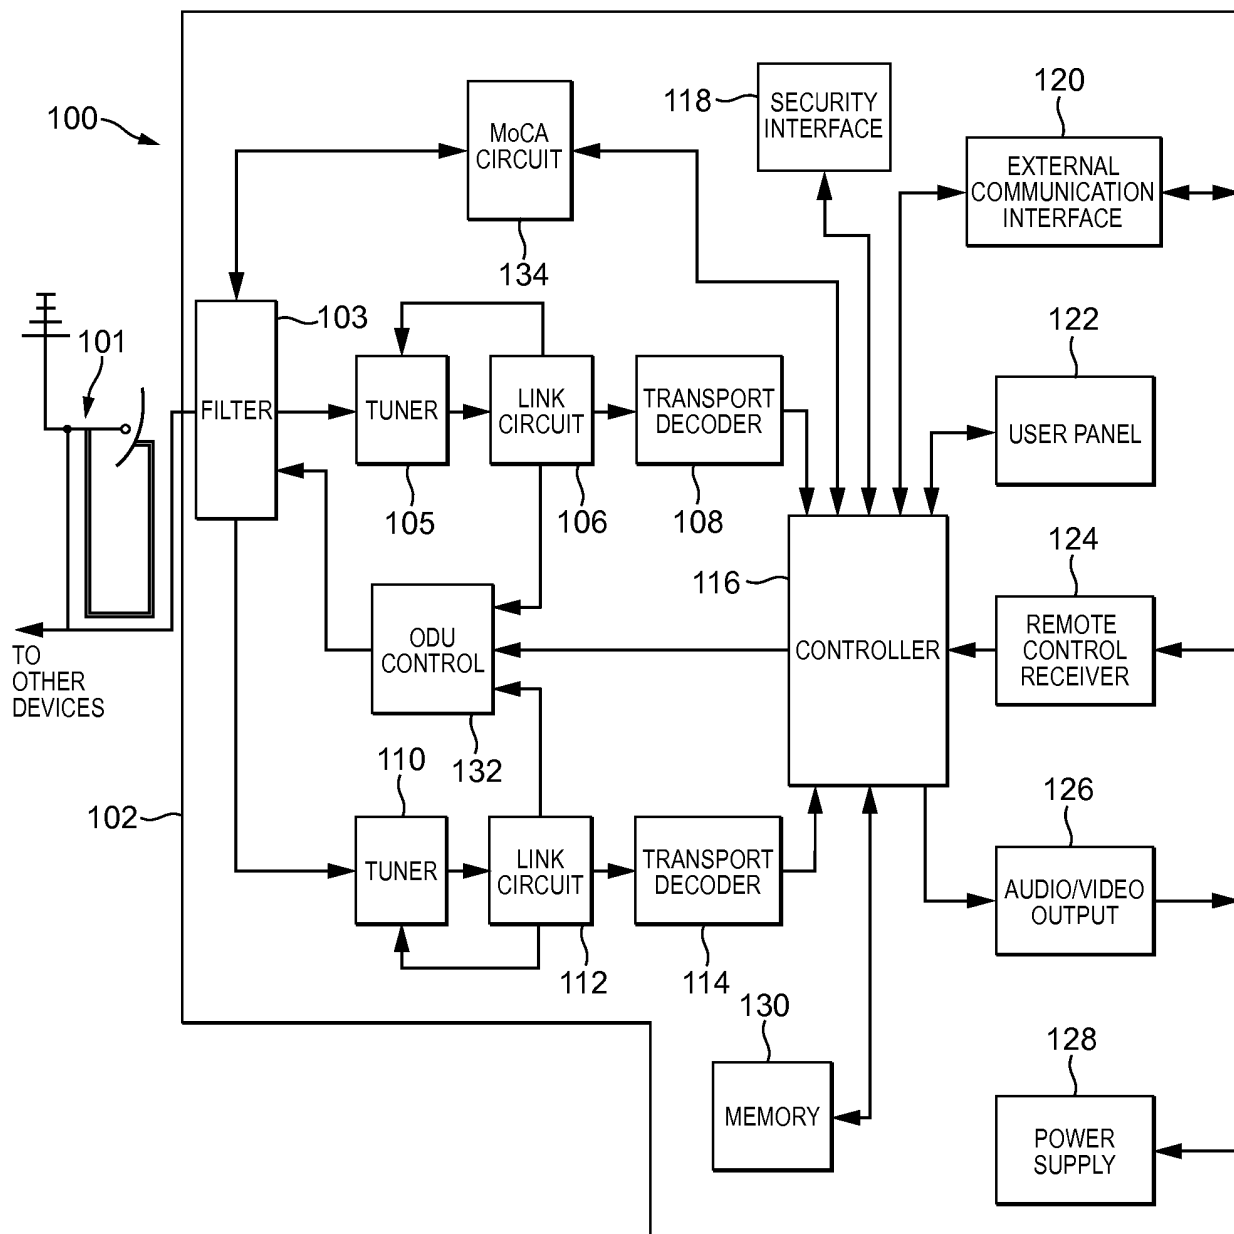 100
118
SECURITY
INTERFACE
120
EXTERNAL
COMMUNICATION
INTERFACE
MoCA
CIRCUIT
134
103
101
FILTER
TUNER
105
LINK
CIRCUIT
106
TRANSPORT
DECODER
108
122
USER PANEL
116
CONTROLLER
124
REMOTE
CONTROL
RECEIVER
ODU
CONTROL
132
TO
OTHER
DEVICES
102
110
TUNER
LINK
CIRCUIT
112
TRANSPORT
DECODER
114
126
AUDIO/VIDEO
OUTPUT
130
MEMORY
128
POWER
SUPPLY